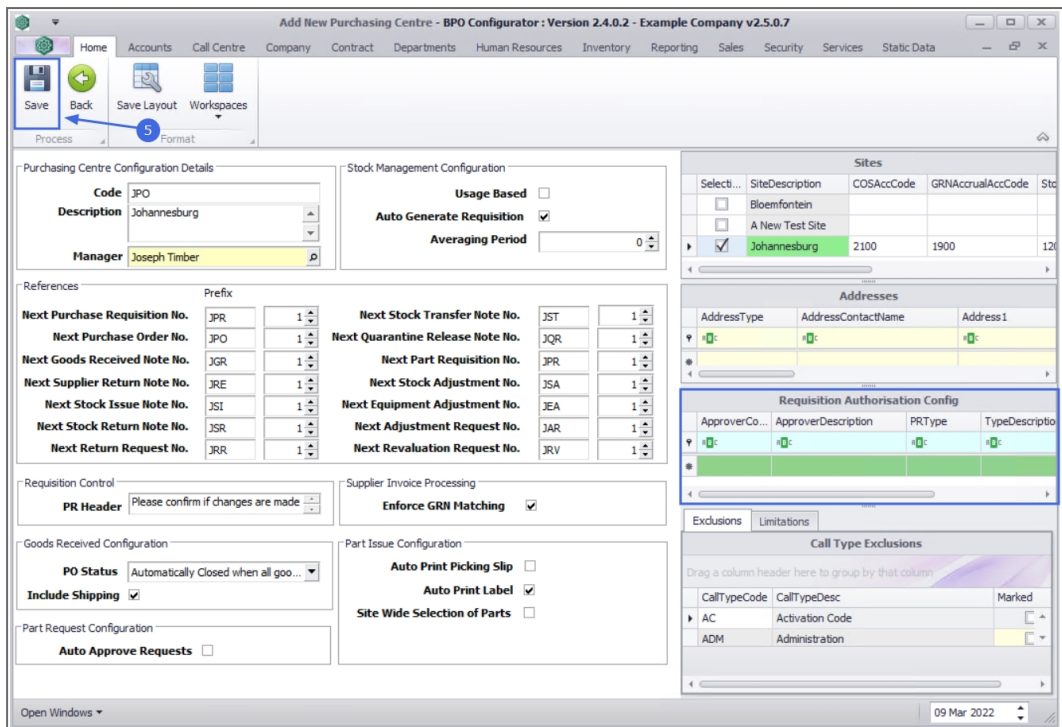 Add New Purchasing Centre - BPO Configurator : Version 2.4.0.2 - Example Company v2.5.0.7
Home Accounts Call Centre Company Contract Departments Human Resources Inventory Reporting Sales Security Services Static Data
Save Back Save Layout Workspaces
5
Process Format
Purchasing Centre Configuration Details
Code JPO
Description Johannesburg
Manager Joseph Timber
Stock Management Configuration
Usage Based
Auto Generate Requisition
Averaging Period 0
References
Prefix
Next Purchase Requisition No. JPR 1 Next Stock Transfer Note No. JST 1
Next Purchase Order No. JPO 1 Next Quarantine Release Note No. JQR 1
Next Goods Received Note No. JGR 1 Next Part Requisition No. JPR 1
Next Supplier Return Note No. JRE 1 Next Stock Adjustment No. JSA 1
Next Stock Issue Note No. JSI 1 Next Equipment Adjustment No. JEA 1
Next Stock Return Note No. JSR 1 Next Adjustment Request No. JAR 1
Next Return Request No. JRR 1 Next Revaluation Request No. JRV 1
Requisition Control
PR Header Please confirm if changes are made
Supplier Invoice Processing
Enforce GRN Matching
Goods Received Configuration
PO Status Automatically Closed when all goo...
Include Shipping
Part Issue Configuration
Auto Print Picking Slip
Auto Print Label
Site Wide Selection of Parts
Part Request Configuration
Auto Approve Requests
Sites
Selecti... SiteDescription COSAccCode GRNAccrualAccCode Sto
Bloemfontein
A New Test Site
Johannesburg 2100 1900 120
Addresses
AddressType AddressContactName Address1
Requisition Authorisation Config
ApproverCo... ApproverDescription PRType TypeDescriptio
Exclusions Limitations
Call Type Exclusions
Drag a column header here to group by that column
CallTypeCode CallTypeDesc Marked
AC Activation Code
ADM Administration
Open Windows 09 Mar 2022